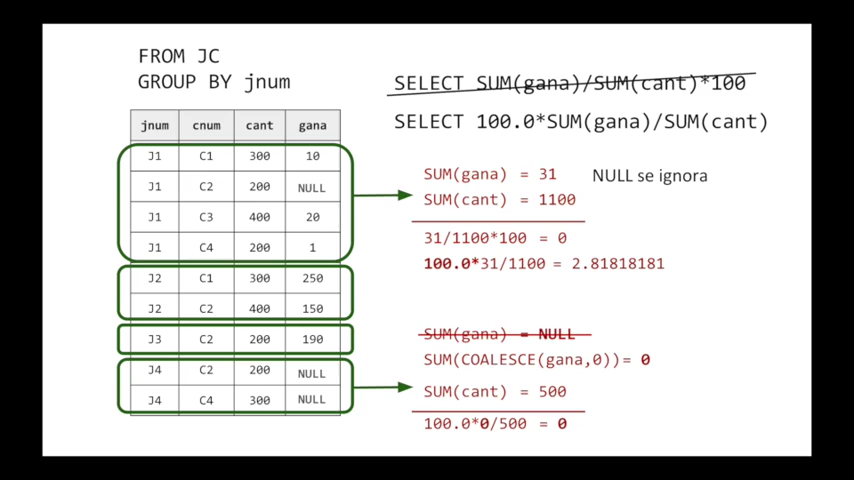 FROM JC
GROUP BY jnum
SELECT SUM(gana)/SUM(cant)*100
SELECT 100.0*SUM(gana)/SUM(cant)
jnum cnum cant gana
J1 C1 300 10
J1 C2 200 NULL
J1 C3 400 20
J1 C4 200 1
J2 C1 300 250
J2 C2 400 150
J3 C2 200 190
J4 C2 200 NULL
J4 C4 300 NULL
SUM(gana) = 31 NULL se ignora
SUM(cant) = 1100
31/1100*100 = 0
100.0*31/1100 = 2.81818181
SUM(gana) = NULL
SUM(COALESCE(gana,0))= 0
SUM(cant) = 500
100.0*0/500 = 0